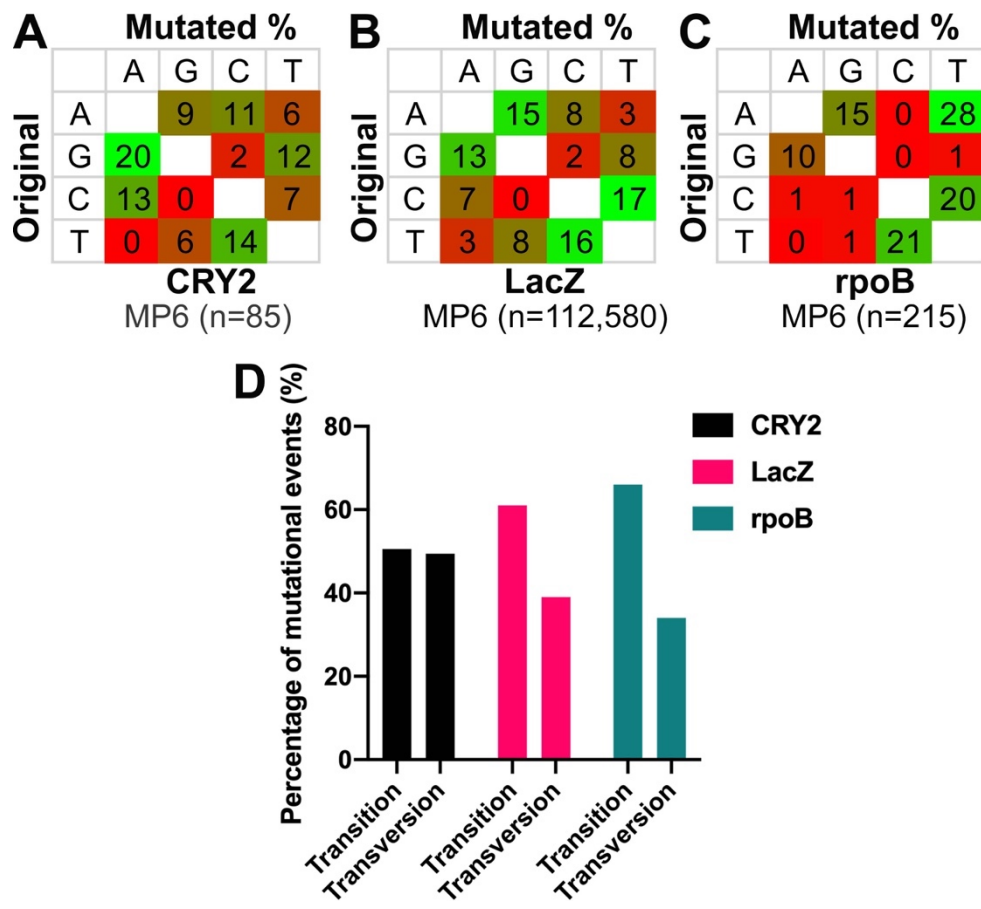 A Mutated %
A G C T
Original
A 9 11 6
G 20 2 12
C 13 0 7
T 0 6 14
CRY2
MP6 (n=85)
B Mutated %
A G C T
A 15 8 3
G 13 2 8
C 7 0 17
T 3 8 16
LacZ
MP6 (n=112,580)
C Mutated %
A G C T
Original
A 15 0 28
G 10 0 1
C 1 1 20
T 0 1 21
rpoB
MP6 (n=215)
D
Percentage of mutational events (%)
80
60
40
20
0
Transition
Transversion
Transition
Transversion
Transition
Transversion
CRY2
LacZ
rpoB